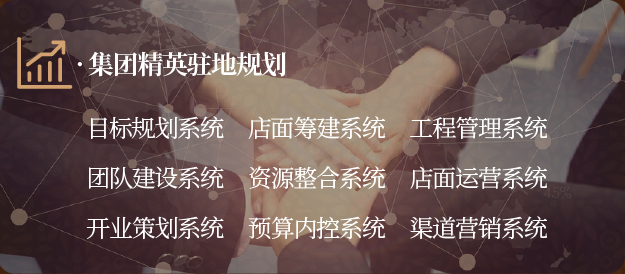 · 集团精英驻地规划
目标规划系统 店面筹建系统 工程管理系统
团队建设系统 资源整合系统 店面运营系统
开业策划系统 预算内控系统 渠道营销系统